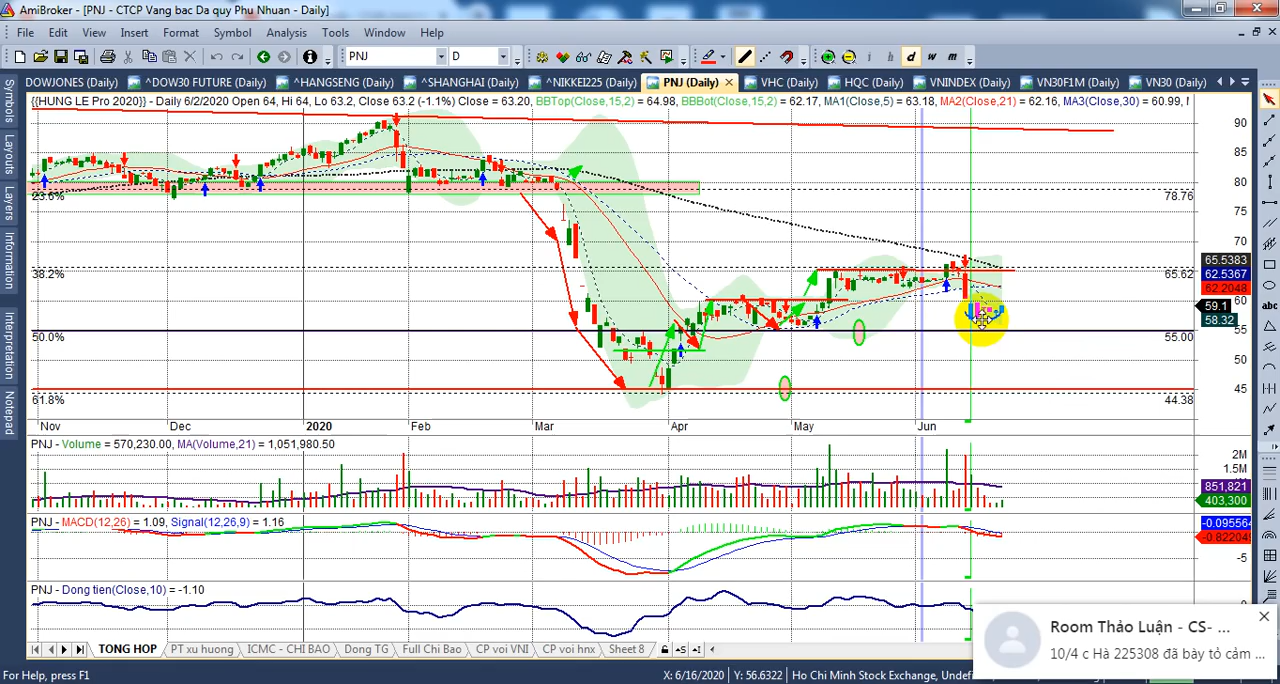 AmiBroker - [PNJ - CTCP Vang bac Da quy Phu Nhuan - Daily]
File Edit View Insert Format Symbol Analysis Tools Window Help
PNJ D i h d w m
DOWJONES (Daily) ^DOW30 FUTURE (Daily) ^HANGSENG (Daily) ^SHANGHAI (Daily) ^NIKKEI225 (Daily) PNJ (Daily) VHC (Daily) HQC (Daily) VNINDEX (Daily) VN30F1M (Daily) VN30 (Daily)
Symbols
Layouts
Layers
Information
Interpretation
Notepad
{{HUNG LE Pro 2020}} - Daily 6/2/2020 Open 64, Hi 64, Lo 63.2, Close 63.2 (-1.1%) Close = 63.20, BBTop(Close,15,2) = 64.98, BBBot(Close,15,2) = 62.17, MA1(Close,5) = 63.18, MA2(Close,21) = 62.16, MA3(Close,30) = 60.99,
90
85
80
23.6% 78.76
75
70
38.2% 65.62
65.5383
62.5367
62.2048
60
59.1
58.32
55
50.0% 55.00
50
45
61.8% 44.38
Nov Dec 2020 Feb Mar Apr May Jun
PNJ - Volume = 570,230.00, MA(Volume,21) = 1,051,980.50
2M
1.5M
851,821
403,300
PNJ - MACD(12,26) = 1.09, Signal(12,26,9) = 1.16
-0.095564
-0.822049
-5
PNJ - Dong tien(Close,10) = -1.10
0
abc
Room Thảo Luận - CS- ...
10/4 c Hà 225308 đã bày tỏ cảm ...
TONG HOP PT xu huong ICMC - CHI BAO Dong TG Full Chi Bao CP voi VNI CP voi hnx Sheet 8
For Help, press F1 X: 6/16/2020 Y: 56.6322 Ho Chi Minh Stock Exchange, Undef